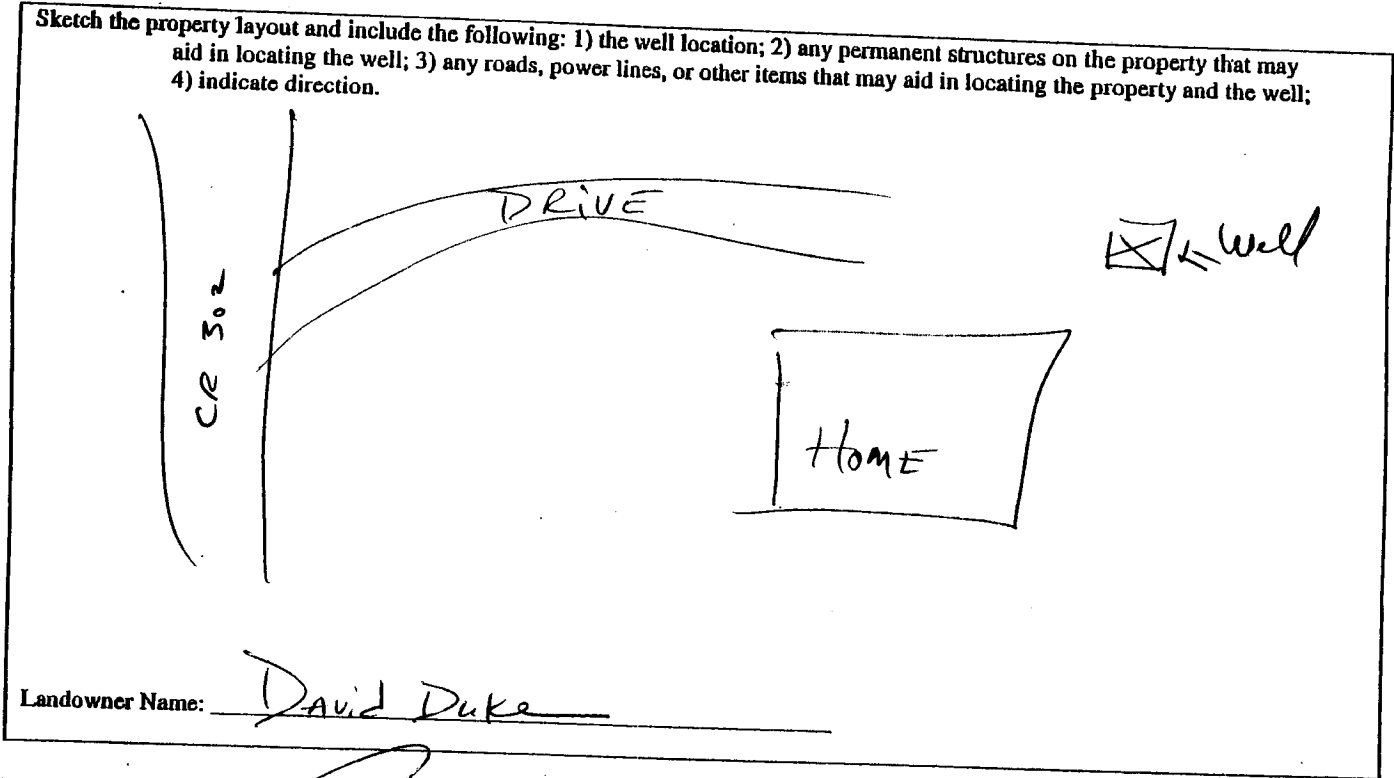 Sketch the property layout and include the following: 1) the well location; 2) any permanent structures on the property that may
aid in locating the well; 3) any roads, power lines, or other items that may aid in locating the property and the well;
4) indicate direction.
DRIVE
Well
CR 302
HOME
Landowner Name: David Duke